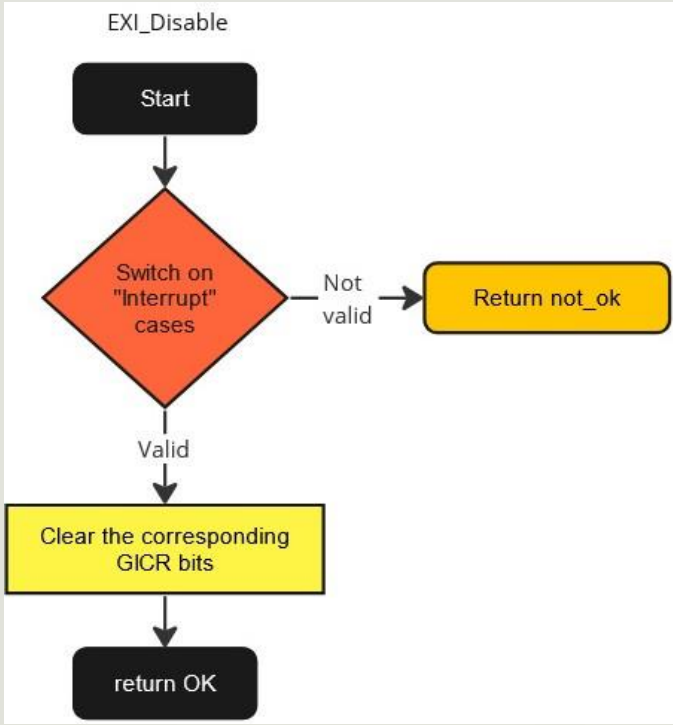 EXI_Disable
Start
Switch on
"Interrupt"
cases
Not
valid
Return not_ok
Valid
Clear the corresponding
GICR bits
return OK